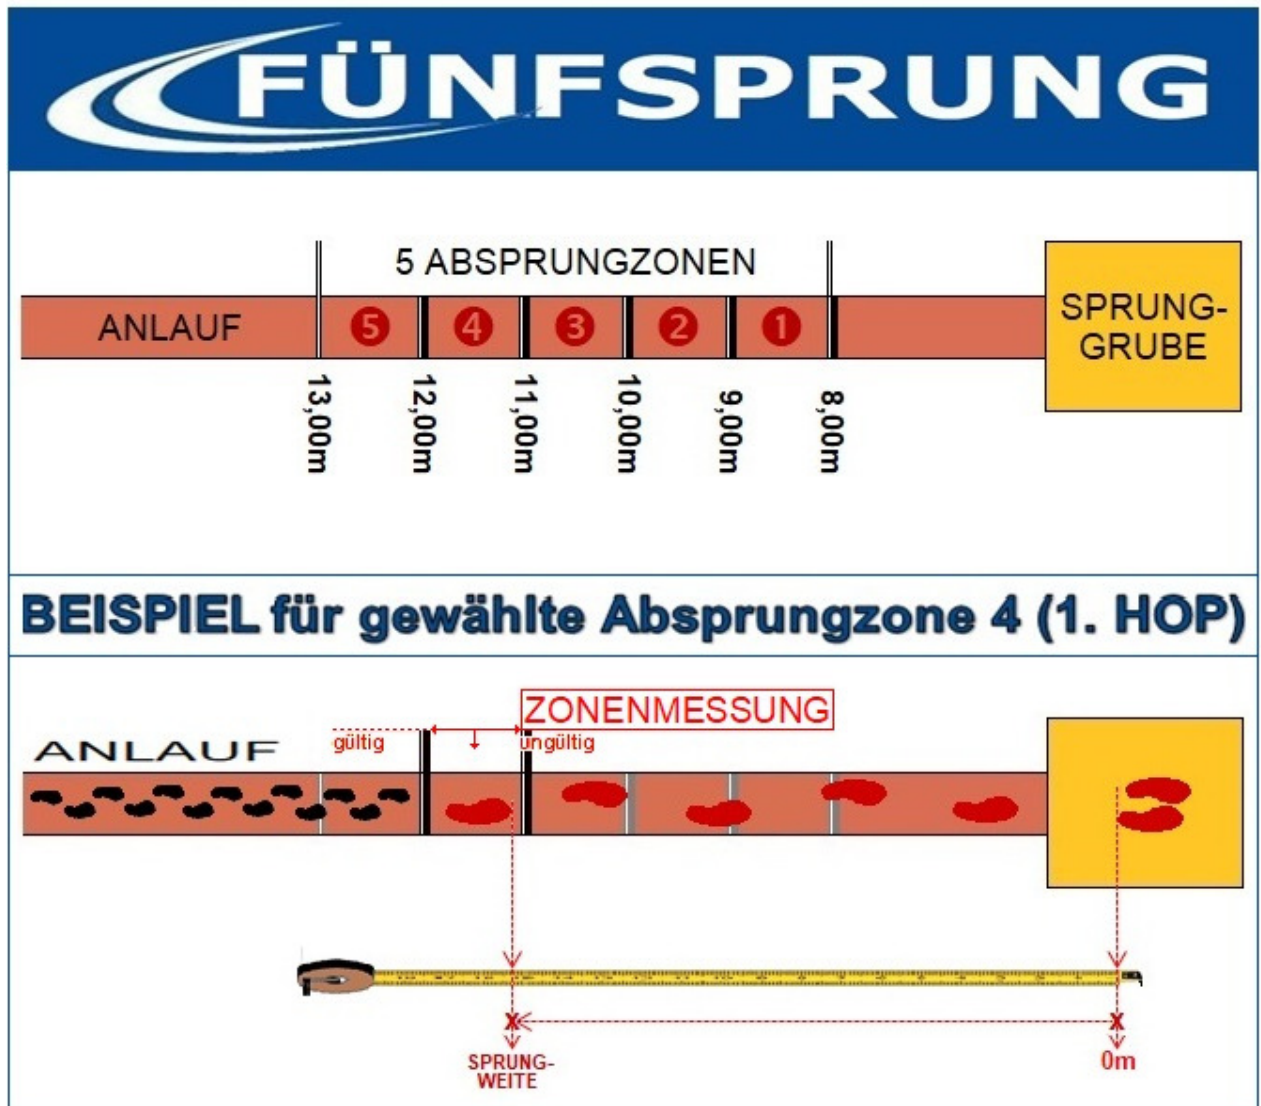 FÜNFSPRUNG
5 ABSPRUNGZONEN
ANLAUF
5
4
3
2
1
SPRUNG-
GRUBE
13,00m
12,00m
11,00m
10,00m
9,00m
8,00m
BEISPIEL für gewählte Absprungzone 4 (1. HOP)
ZONENMESSUNG
gültig
ungültig
ANLAUF
X
X
SPRUNG-
WEITE
0m